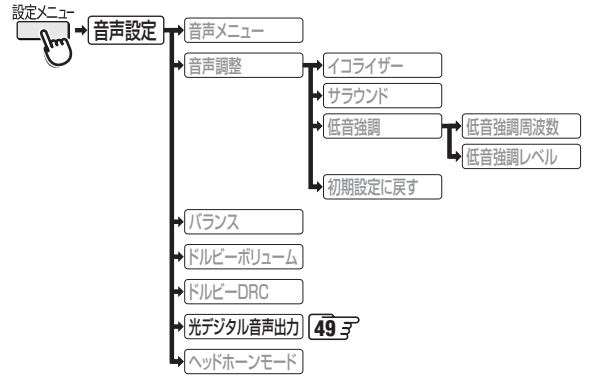 設定メニュー
音声設定
音声メニュー
音声調整
イコライザー
サラウンド
低音強調
低音強調周波数
低音強調レベル
初期設定に戻す
バランス
ドルビーボリューム
ドルビーDRC
光デジタル音声出力 49
ヘッドホーンモード